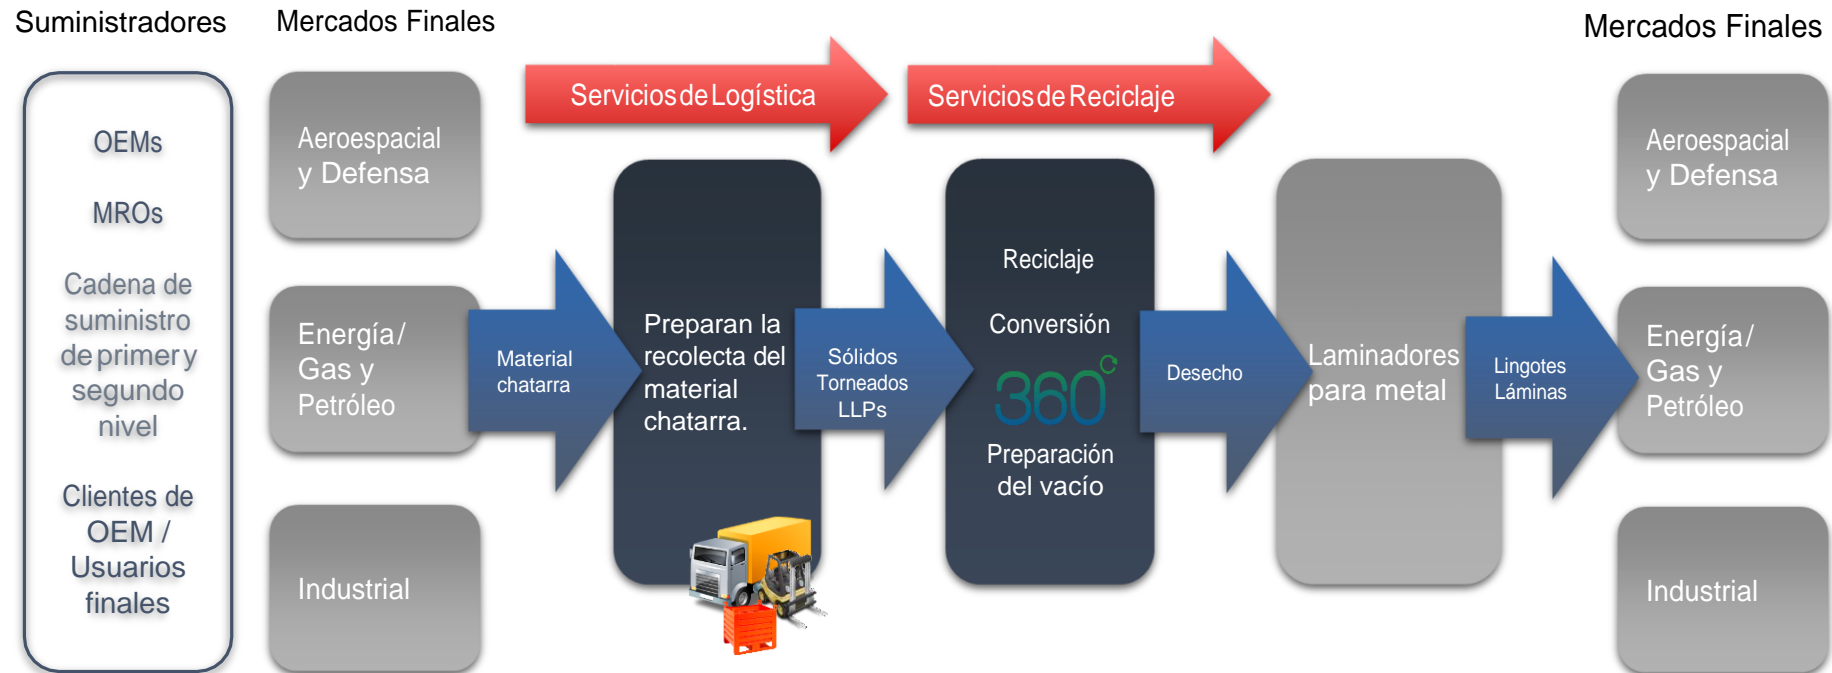 Suministradores
OEMs
MROs
Cadena de
suministro
de primer y
segundo
nivel
Clientes de
OEM /
Usuarios
finales
Mercados Finales
Aeroespacial
y Defensa
Energía /
Gas y
Petróleo
Industrial
Servicios de Logística
Servicios de Reciclaje
Material
chatarra
Preparan la
recolecta del
material
chatarra.
Sólidos
Torneados
LLPs
Reciclaje
Conversión
360
Preparación
del vacío
Desecho
Laminadores
para metal
Lingotes
Láminas
Mercados Finales
Aeroespacial
y Defensa
Energía /
Gas y
Petróleo
Industrial